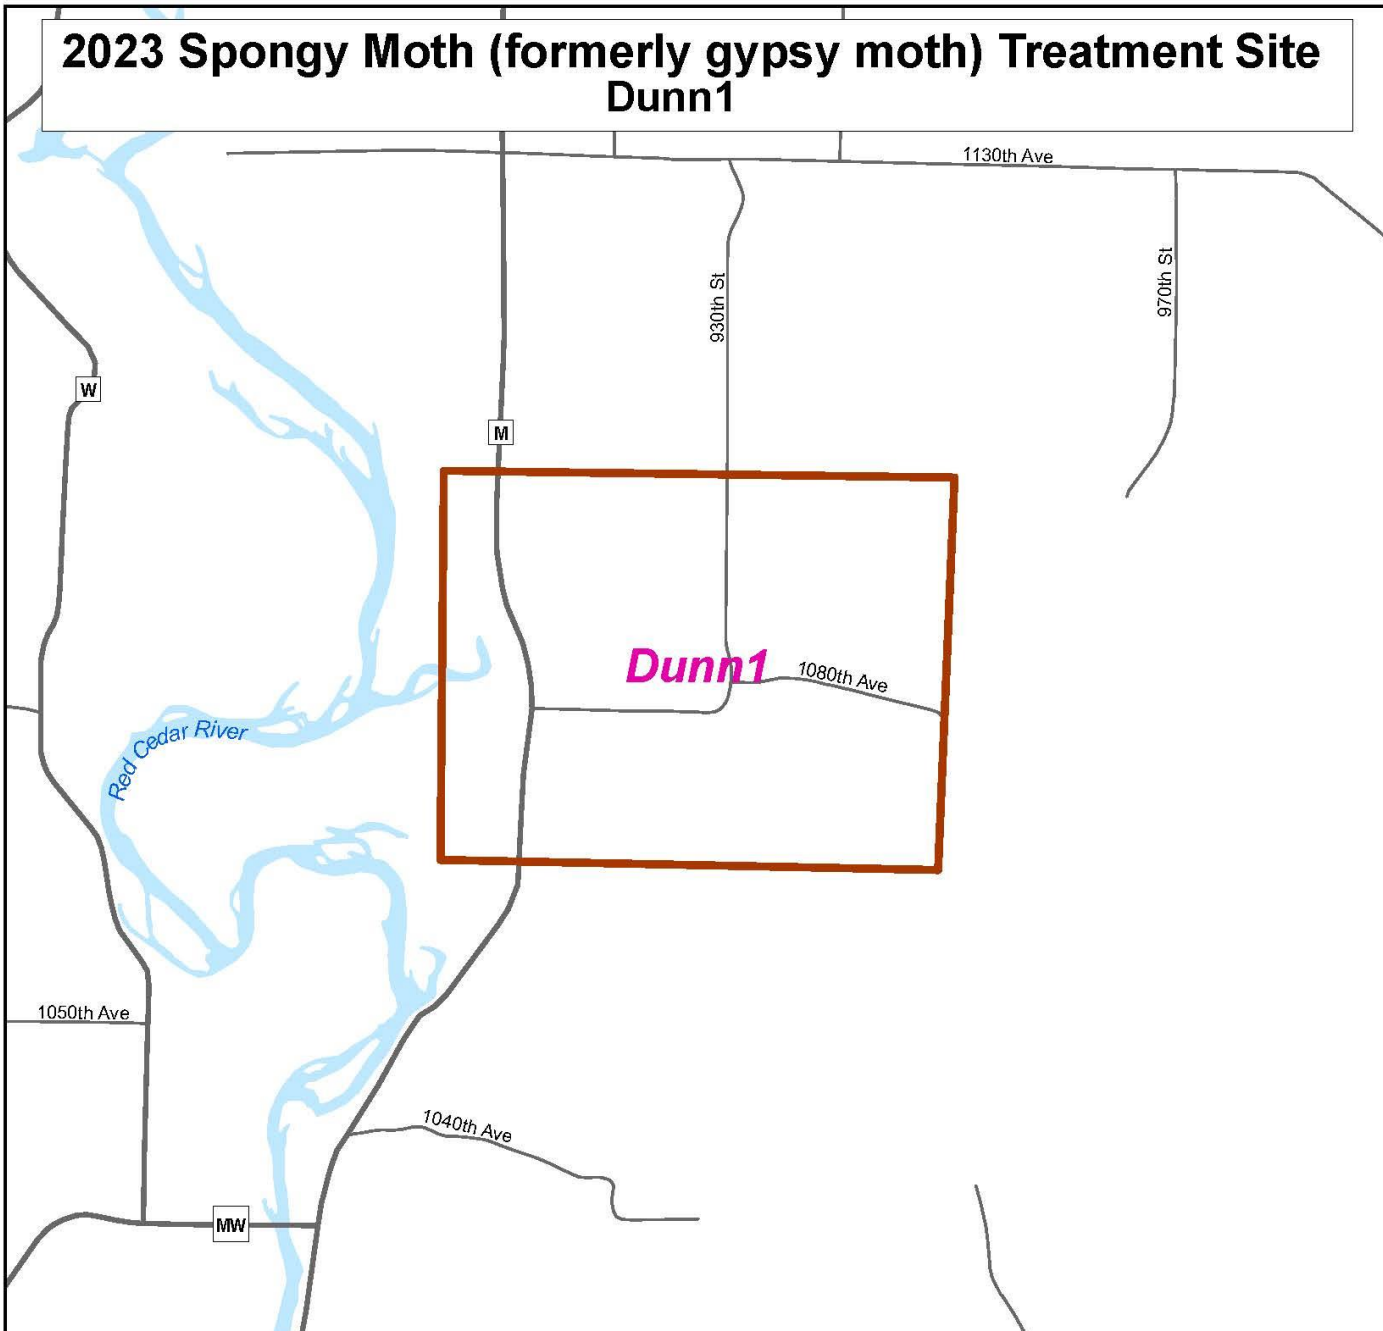 2023 Spongy Moth (formerly gypsy moth) Treatment Site
Dunn1
1130th Ave
930th St
970th St
W
M
Dunn1
1080th Ave
Red Cedar River
1050th Ave
1040th Ave
MW